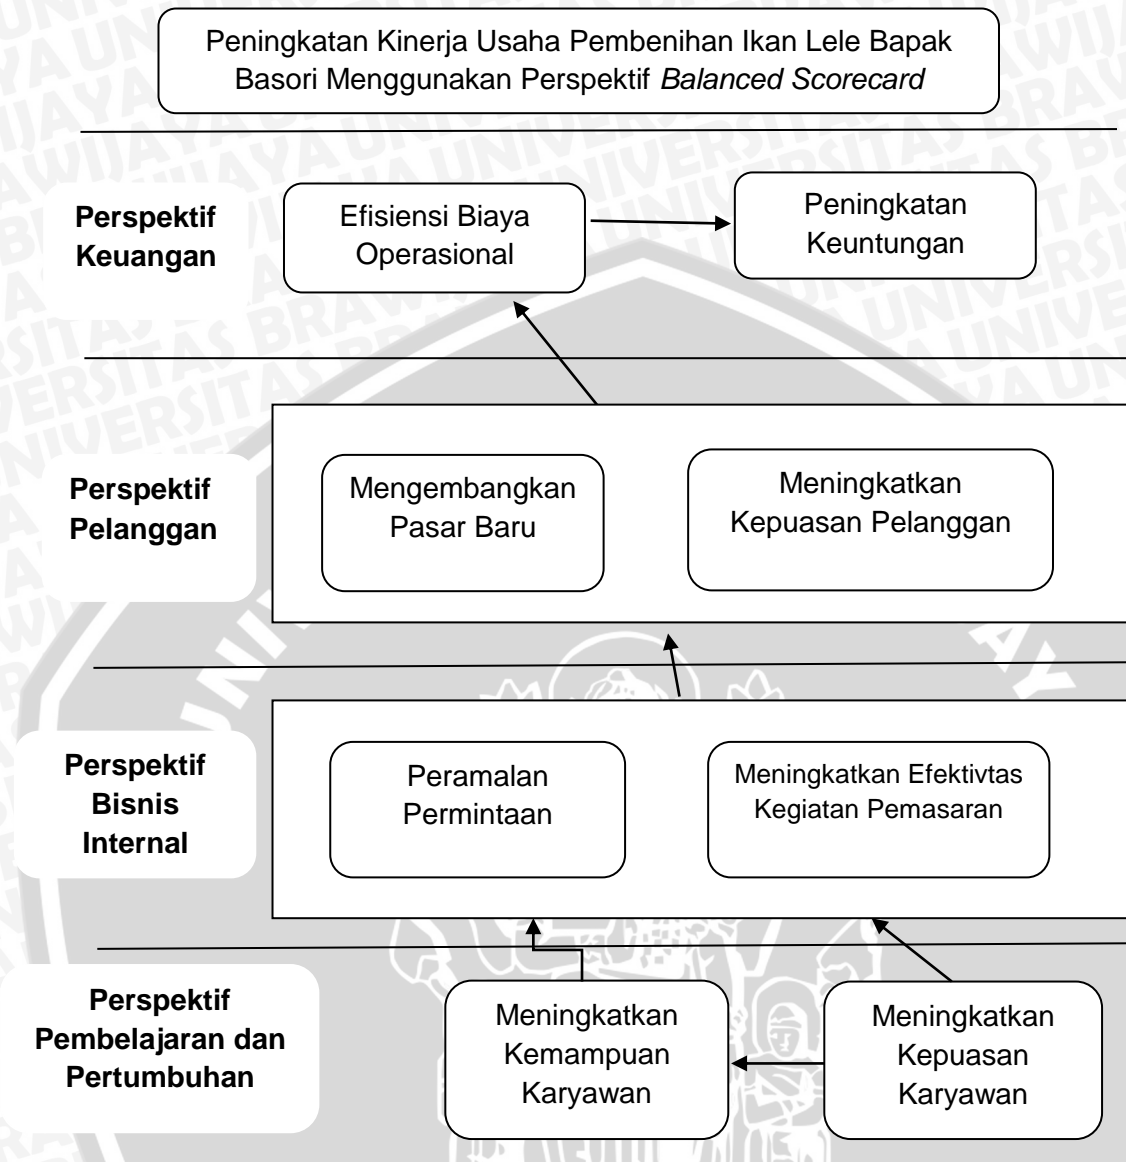 Peningkatan Kinerja Usaha Pembenihan Ikan Lele Bapak
Basori Menggunakan Perspektif Balanced Scorecard
Perspektif
Keuangan
Efisiensi Biaya
Operasional
Peningkatan
Keuntungan
Perspektif
Pelanggan
Mengembangkan
Pasar Baru
Meningkatkan
Kepuasan Pelanggan
Perspektif
Bisnis
Internal
Peramalan
Permintaan
Meningkatkan Efektivtas
Kegiatan Pemasaran
Perspektif
Pembelajaran dan
Pertumbuhan
Meningkatkan
Kemampuan
Karyawan
Meningkatkan
Kepuasan
Karyawan